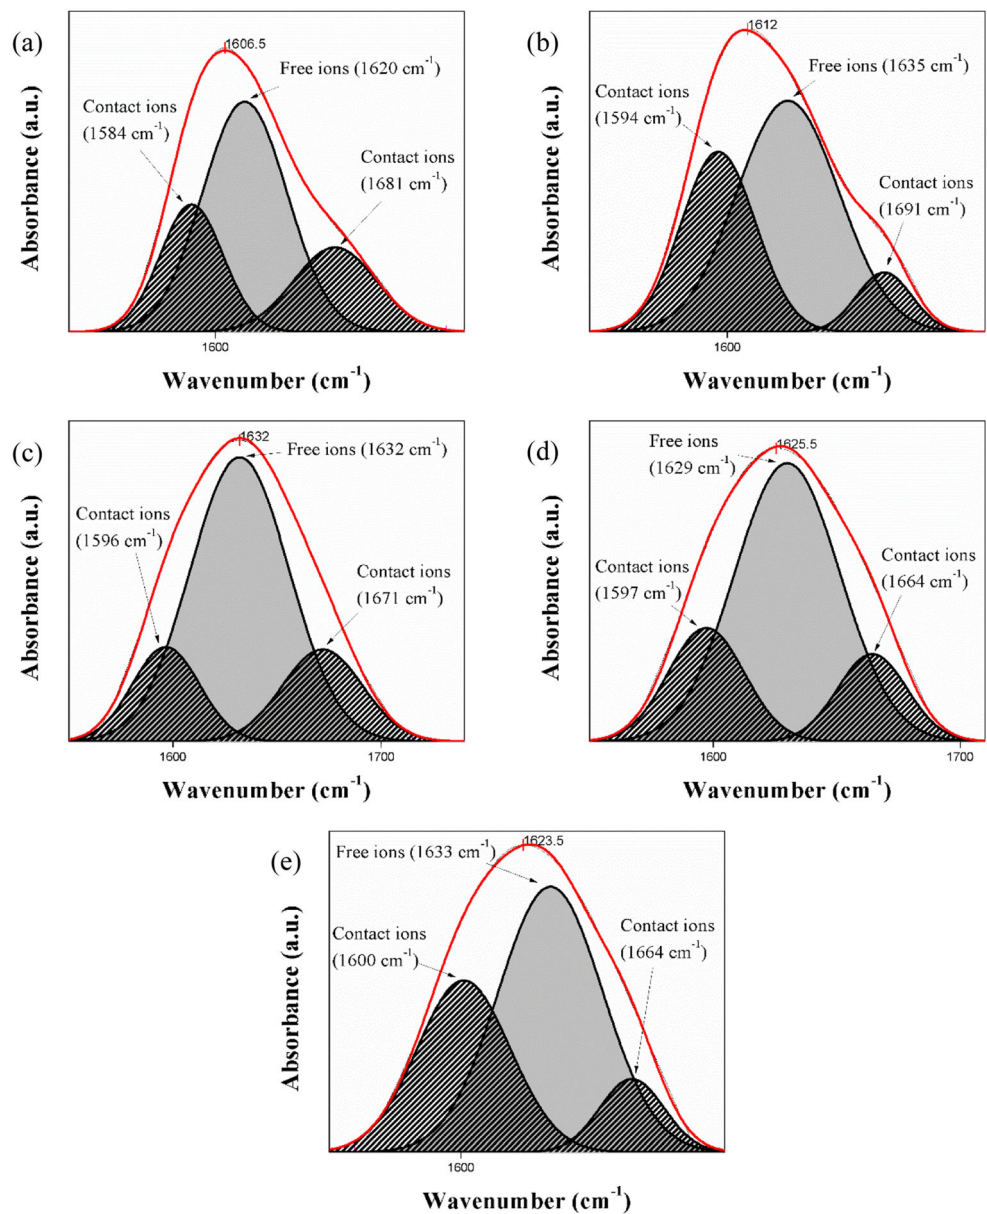 (a)
1606.5
Free ions (1620 cm-1)
Contact ions
(1584 cm-1)
Contact ions
(1681 cm-1)
Absorbance (a.u.)
1600
Wavenumber (cm-1)
(b)
1612
Free ions (1635 cm-1)
Contact ions
(1594 cm-1)
Contact ions
(1691 cm-1)
Absorbance (a.u.)
1600
Wavenumber (cm-1)
(c)
1632
Free ions (1632 cm-1)
Contact ions
(1596 cm-1)
Contact ions
(1671 cm-1)
Absorbance (a.u.)
1600 1700
Wavenumber (cm-1)
(d)
1625.5
Free ions
(1629 cm-1)
Contact ions
(1597 cm-1)
Contact ions
(1664 cm-1)
Absorbance (a.u.)
1600 1700
Wavenumber (cm-1)
(e)
1623.5
Free ions (1633 cm-1)
Contact ions
(1600 cm-1)
Contact ions
(1664 cm-1)
Absorbance (a.u.)
1600
Wavenumber (cm-1)